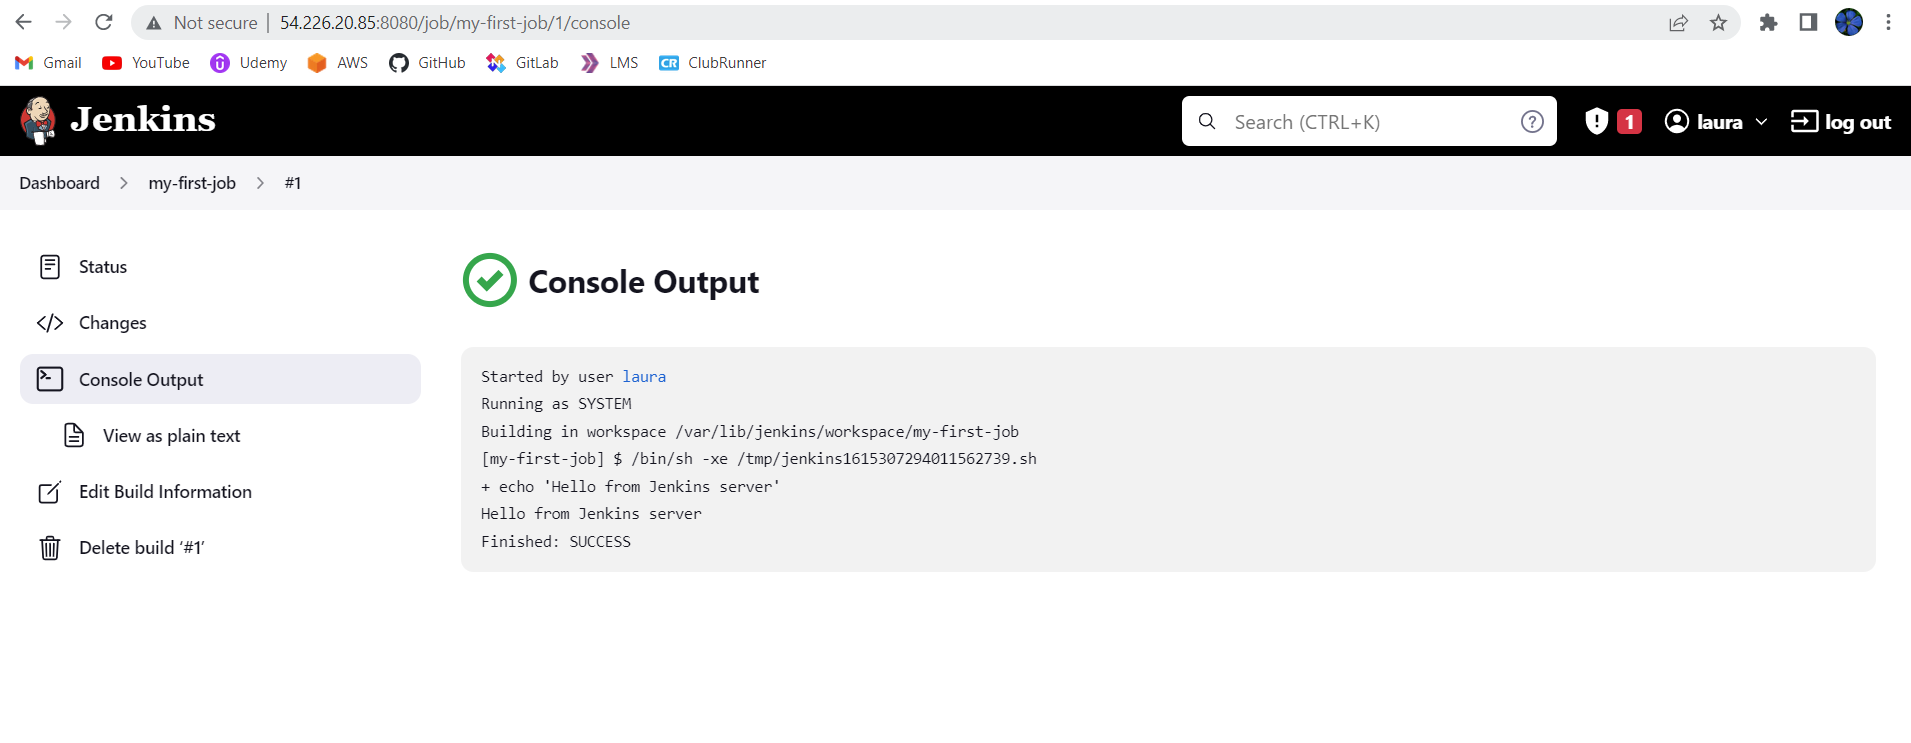 Not secure | 54.226.20.85:8080/job/my-first-job/1/console
Gmail YouTube Udemy AWS GitHub GitLab LMS CR ClubRunner
Jenkins Search (CTRL+K) ? 1 laura log out
Dashboard > my-first-job > #1
Status
Changes
Console Output
View as plain text
Edit Build Information
Delete build ‘#1’
Console Output
Started by user laura
Running as SYSTEM
Building in workspace /var/lib/jenkins/workspace/my-first-job
[my-first-job] $ /bin/sh -xe /tmp/jenkins1615307294011562739.sh
+ echo 'Hello from Jenkins server'
Hello from Jenkins server
Finished: SUCCESS